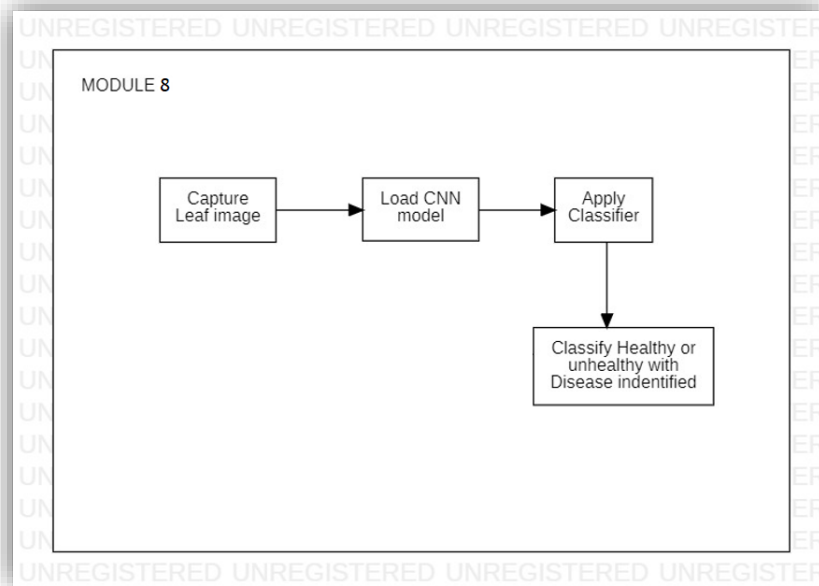 UNREGISTERED UNREGISTERED UNREGISTERED UNREGISTER
MODULE 8
Capture
Leaf image
Load CNN
model
Apply
Classifier
Classify Healthy or
unhealthy with
Disease indentified
UNREGISTERED UNREGISTERED UNREGISTERED UNREGISTER